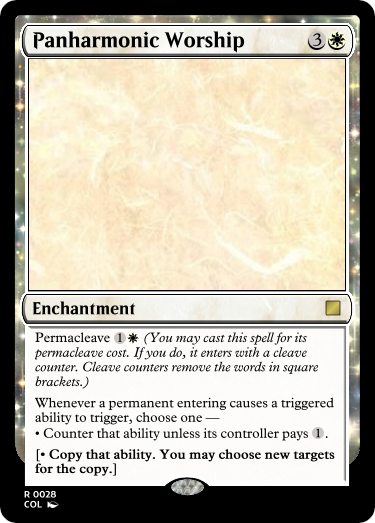 Panharmonic Worship 3
Enchantment
Permacleave 1 (You may cast this spell for its
permacleave cost. If you do, it enters with a cleave
counter. Cleave counters remove the words in square
brackets.)
Whenever a permanent entering causes a triggered
ability to trigger, choose one —
• Counter that ability unless its controller pays 1.
[• Copy that ability. You may choose new targets
for the copy.]
R 0028
COL